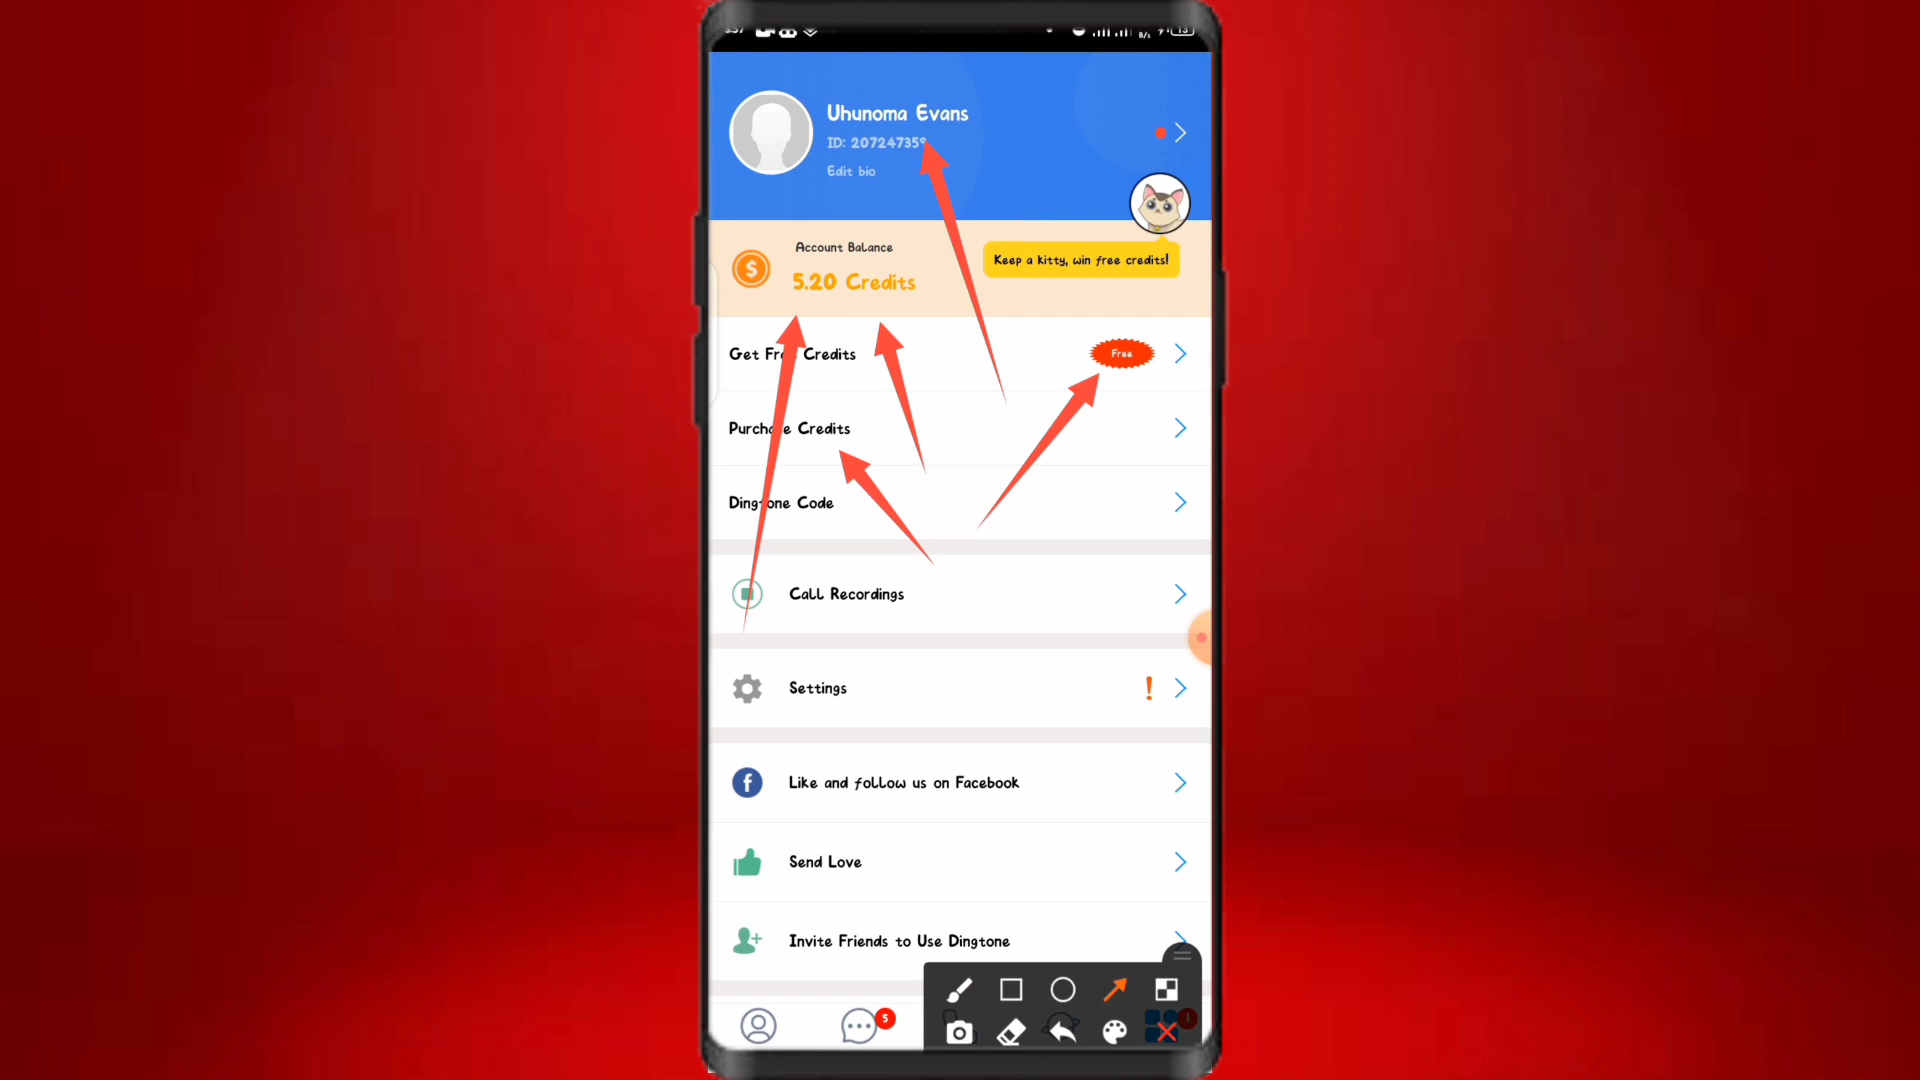 Uhunoma Evans
ID: 207247359
Edit bio
Account Balance
5.20 Credits
Keep a kitty, win free credits!
Get Free Credits
Free
Purchase Credits
Dingtone Code
Call Recordings
Settings
Like and follow us on Facebook
Send Love
Invite Friends to Use Dingtone
5
1
B/s
13